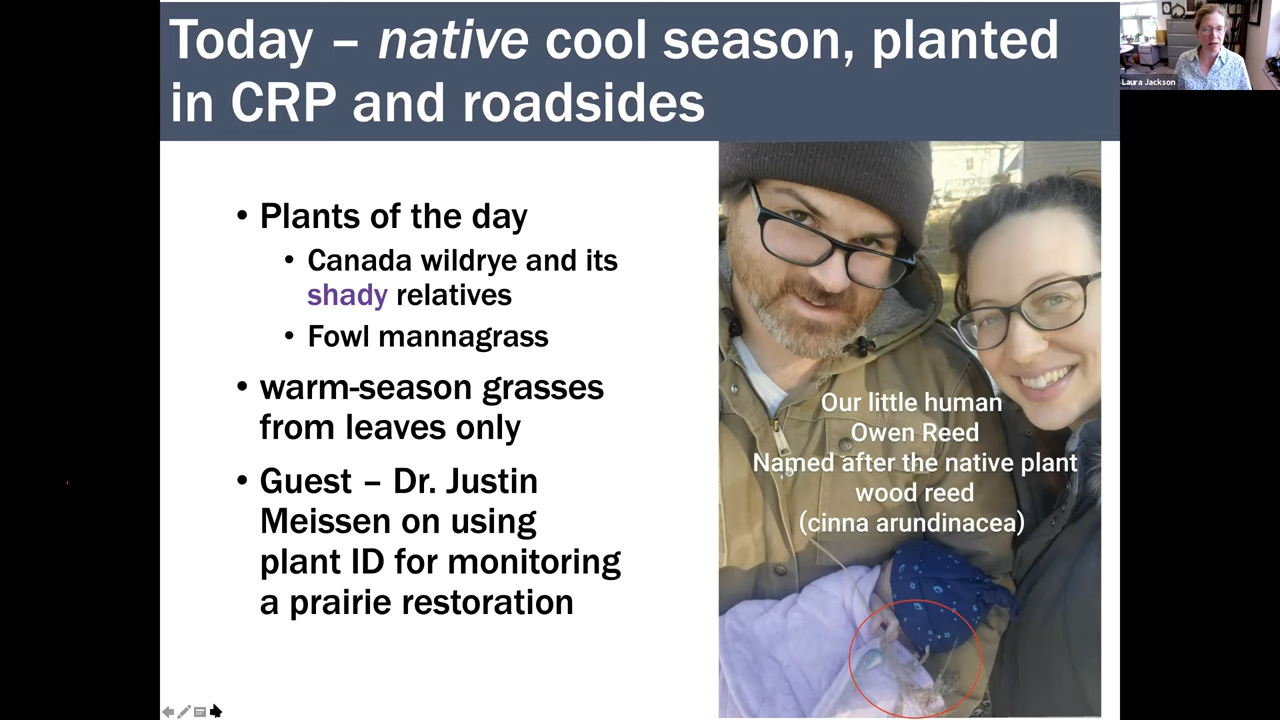 Today – native cool season, planted
in CRP and roadsides
Laura Jackson
• Plants of the day
• Canada wildrye and its
shady relatives
• Fowl mannagrass
• warm-season grasses
from leaves only
• Guest – Dr. Justin
Meissen on using
plant ID for monitoring
a prairie restoration
Our little human
Owen Reed
Named after the native plant
wood reed
(cinna arundinacea)